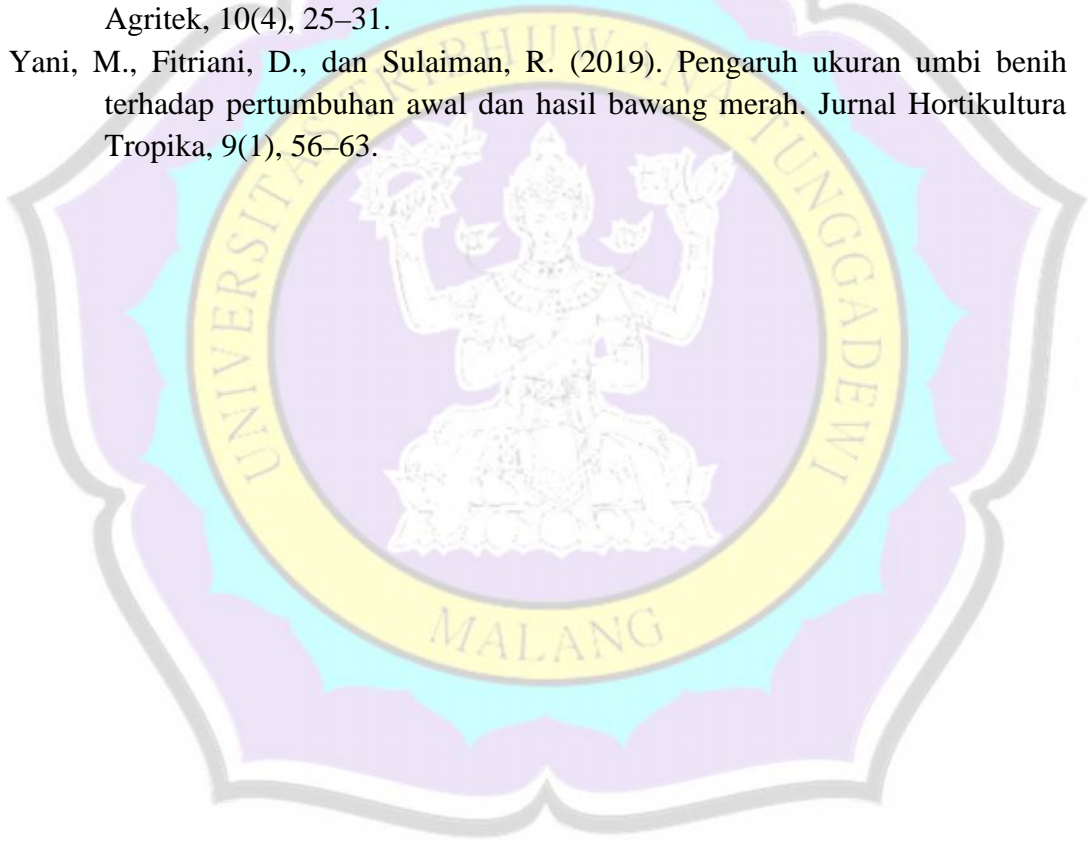 Agritek, 10(4), 25–31.
Yani, M., Fitriani, D., dan Sulaiman, R. (2019). Pengaruh ukuran umbi benih
terhadap pertumbuhan awal dan hasil bawang merah. Jurnal Hortikultura
Tropika, 9(1), 56–63.
UNIVERSITAS TRIBHUWANA TUNGGADEWI
MALANG